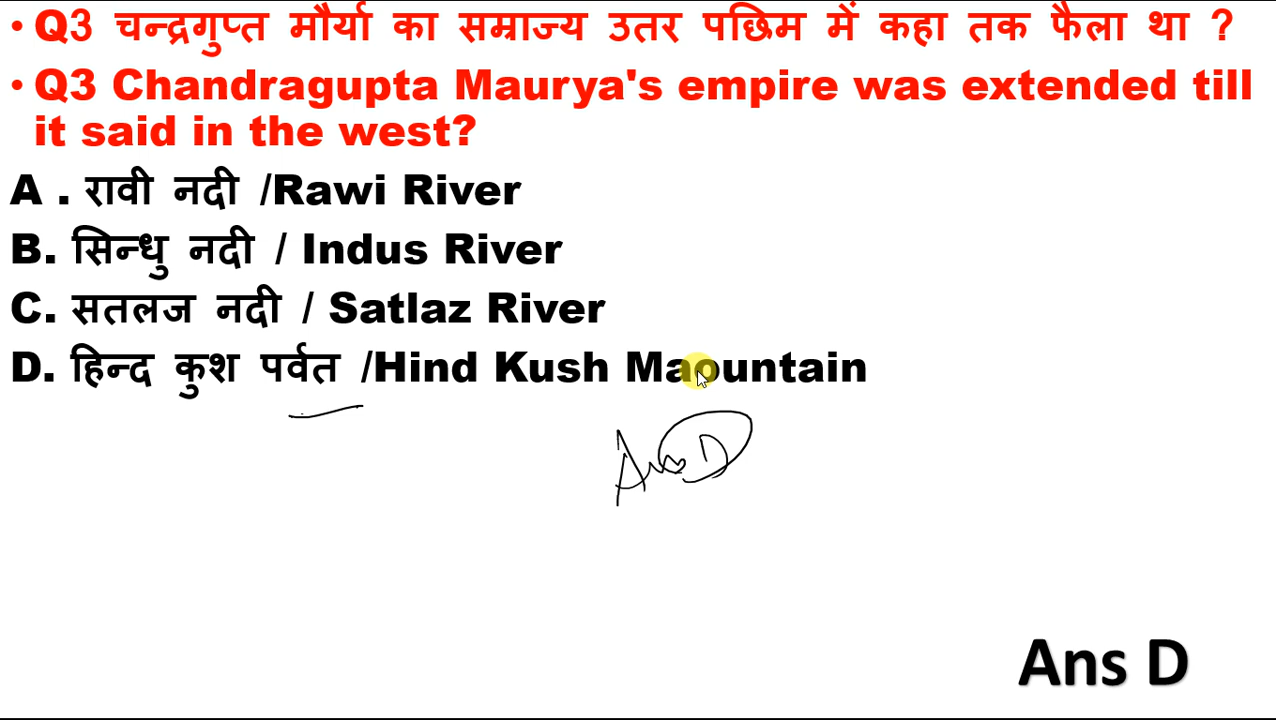 • Q3 चन्द्रगुप्त मौर्या का सम्राज्य उतर पछिम में कहा तक फैला था ?
• Q3 Chandragupta Maurya's empire was extended till
it said in the west?
A . रावी नदी /Rawi River
B. सिन्धु नदी / Indus River
C. सतलज नदी / Satlaz River
D. हिन्द कुश पर्वत /Hind Kush Maountain
Ans D
Ans D